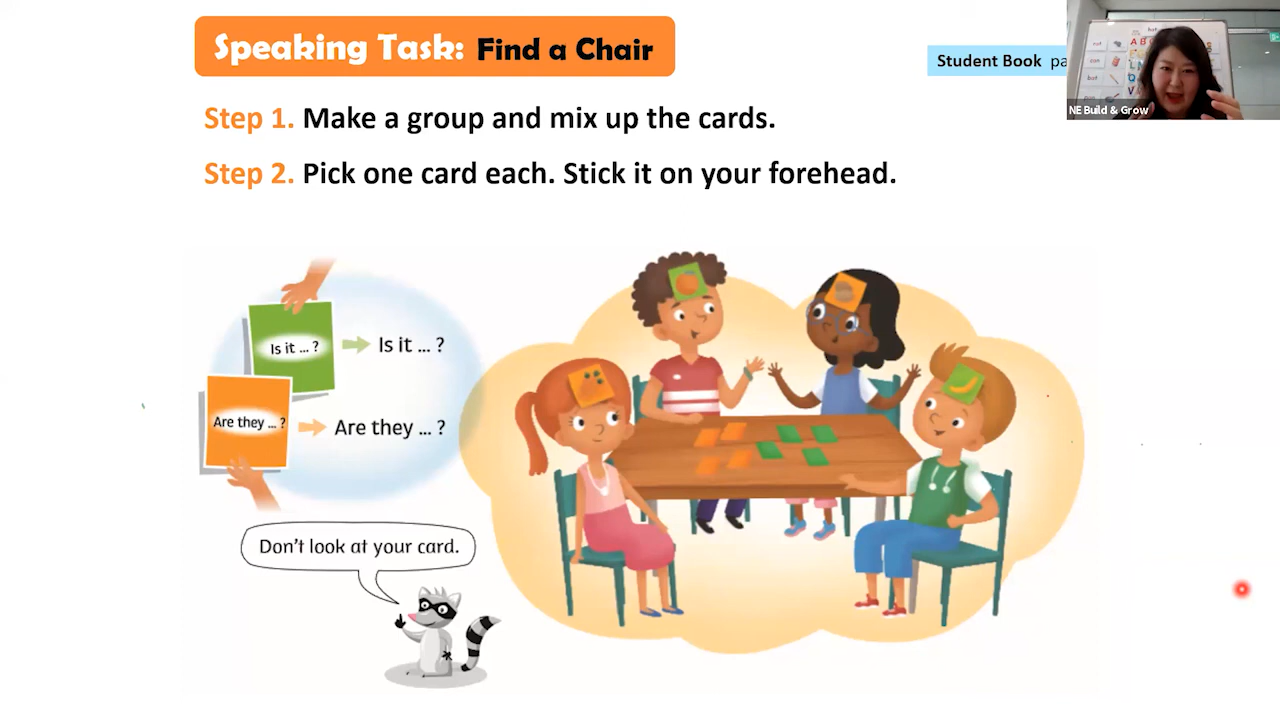 Speaking Task: Find a Chair
Student Book
NE Build & Grow
Step 1. Make a group and mix up the cards.
Step 2. Pick one card each. Stick it on your forehead.
Is it ... ?
Is it ... ?
Are they ... ?
Are they ... ?
Don't look at your card.